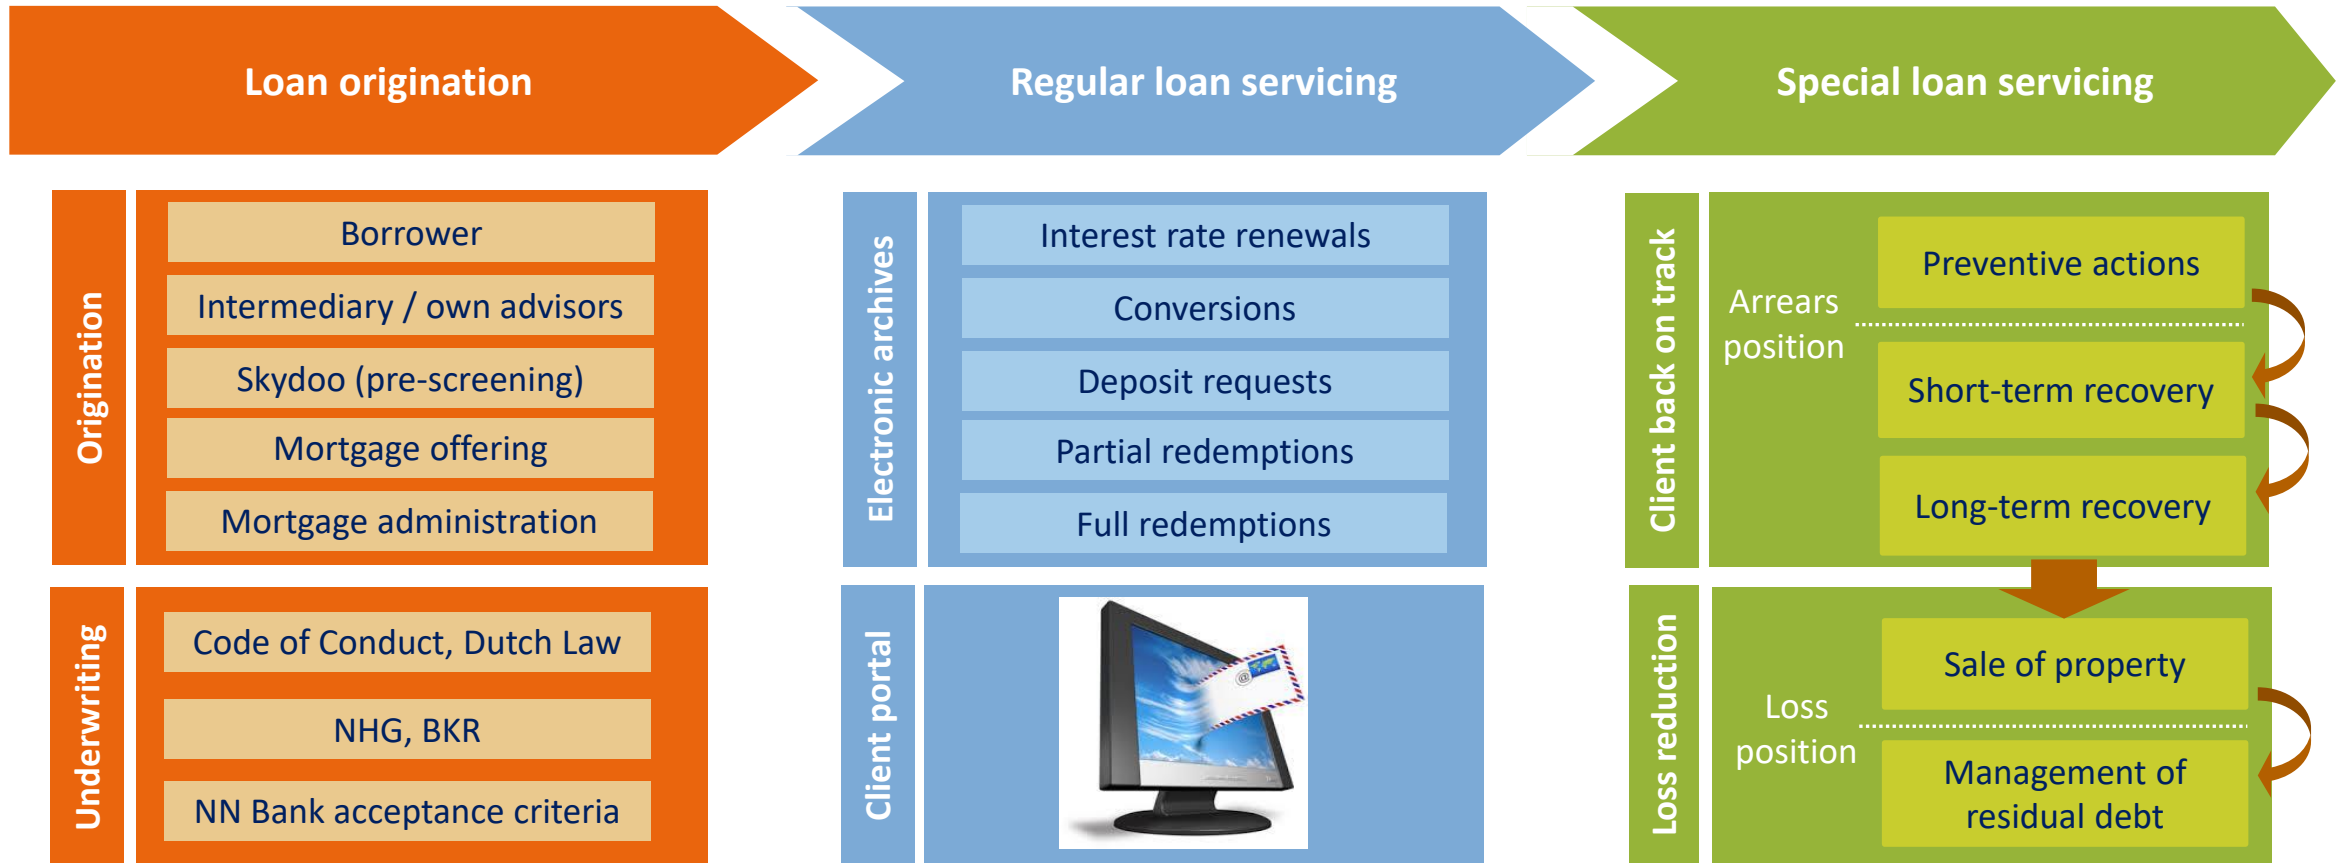 Loan origination
Regular loan servicing
Special loan servicing
Origination
Borrower
Intermediary / own advisors
Skydoo (pre-screening)
Mortgage offering
Mortgage administration
Underwriting
Code of Conduct, Dutch Law
NHG, BKR
NN Bank acceptance criteria
Electronic archives
Interest rate renewals
Conversions
Deposit requests
Partial redemptions
Full redemptions
Client portal
@
Client back on track
Arrears
position
Preventive actions
Short-term recovery
Long-term recovery
Loss reduction
Loss
position
Sale of property
Management of
residual debt